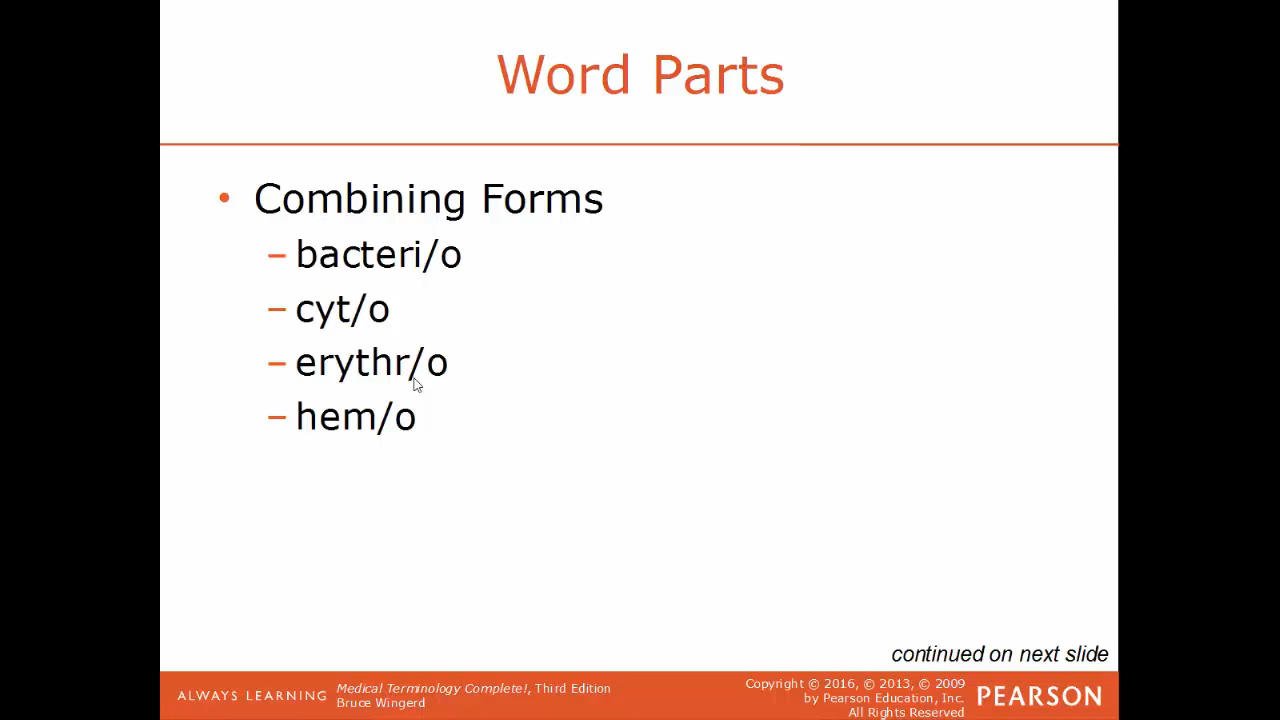 Word Parts
• Combining Forms
– bacteri/o
– cyt/o
– erythr/o
– hem/o
continued on next slide
ALWAYS LEARNING
Medical Terminology Complete!, Third Edition
Bruce Wingerd
Copyright © 2016, © 2013, © 2009
by Pearson Education, Inc.
All Rights Reserved
PEARSON